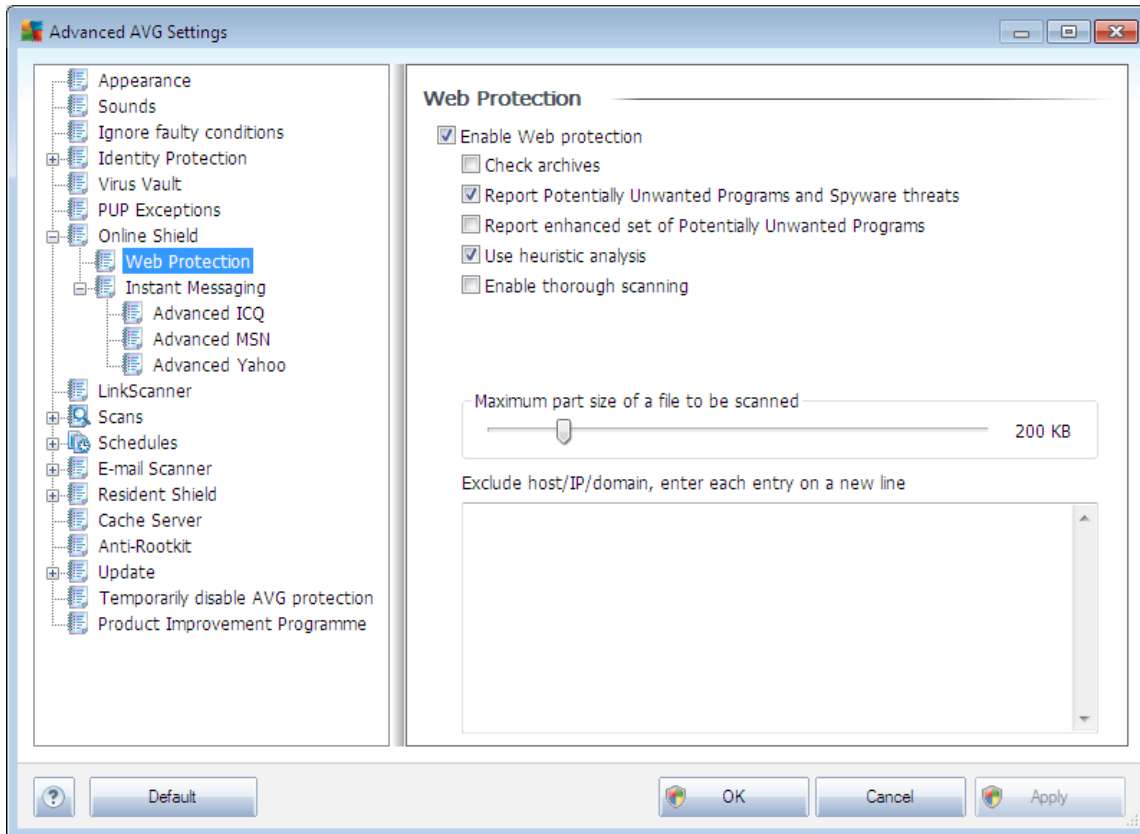 Advanced AVG Settings
Appearance
Sounds
Ignore faulty conditions
Identity Protection
Virus Vault
PUP Exceptions
Online Shield
Web Protection
Instant Messaging
Advanced ICQ
Advanced MSN
Advanced Yahoo
LinkScanner
Scans
Schedules
E-mail Scanner
Resident Shield
Cache Server
Anti-Rootkit
Update
Temporarily disable AVG protection
Product Improvement Programme
Web Protection
Enable Web protection
Check archives
Report Potentially Unwanted Programs and Spyware threats
Report enhanced set of Potentially Unwanted Programs
Use heuristic analysis
Enable thorough scanning
Maximum part size of a file to be scanned
200 KB
Exclude host/IP/domain, enter each entry on a new line
? Default OK Cancel Apply